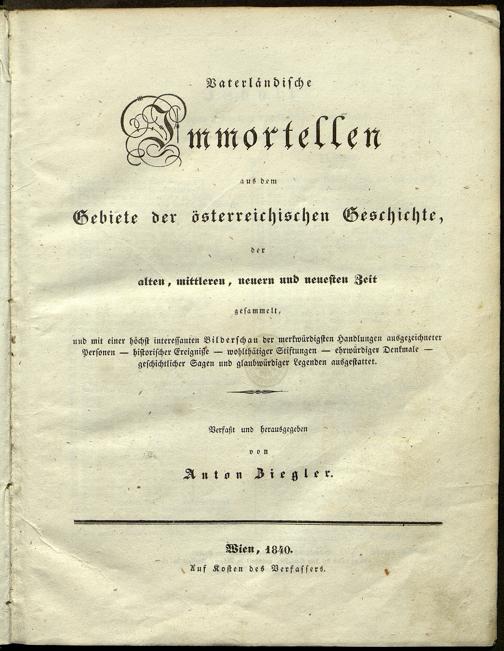 Vaterländische
Immortellen
aus dem
Gebiete der österreichischen Geschichte,
der
alten, mittleren, neuern und neuesten Zeit
gesammelt,
und mit einer höchst interessanten Bilderschau der merkwürdigsten Handlungen ausgezeichneter
Personen — historischer Ereignisse — wohlthätiger Stiftungen — ehrwürdiger Denkmale —
geschichtlicher Sagen und glaubwürdiger Legenden ausgestattet.
Verfaßt und herausgegeben
von
Anton Ziegler.
Wien, 1840.
Auf Kosten des Verfassers.